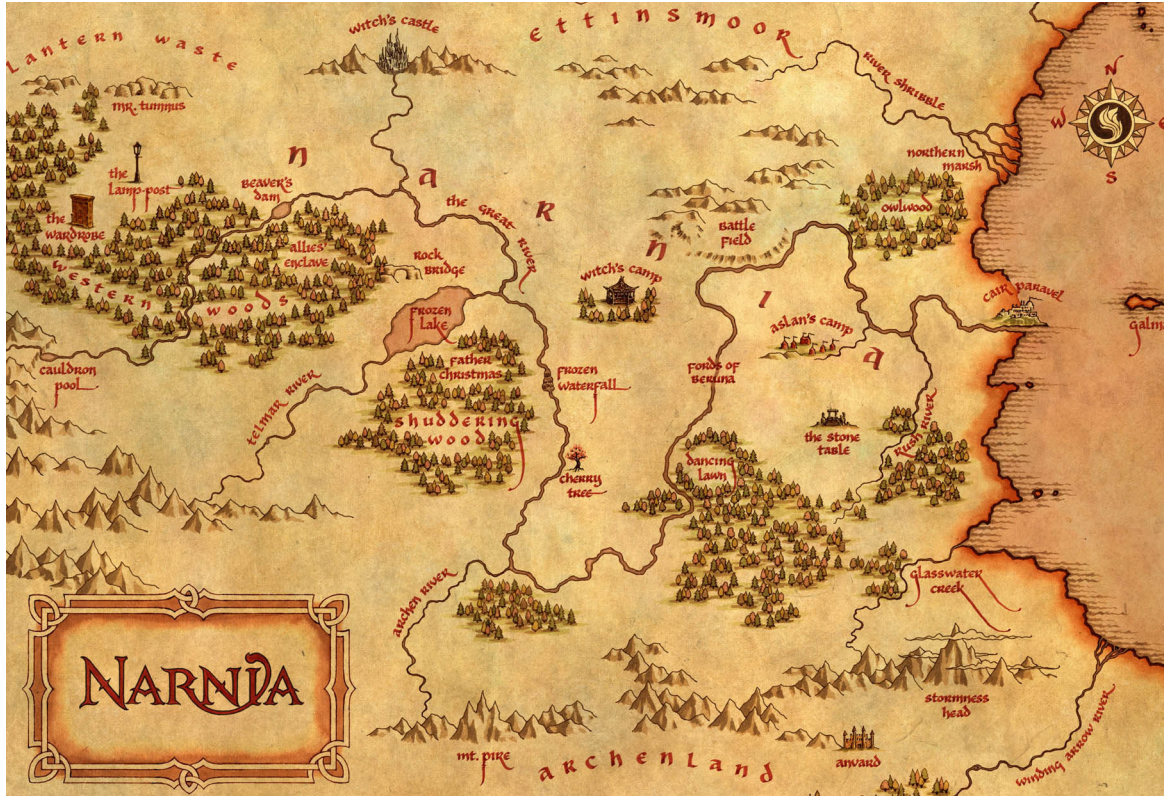 Lantern Waste
witch's castle
Ettinsmoor
River Shribble
N
W
E
S
mr. tumnus
the
Lamp-post
Beaver's
Dam
the
Wardrobe
NARNIA
the Great River
northern
marsh
owlwood
Battle
Field
allies'
enclave
Rock
Bridge
witch's camp
western woods
Frozen
Lake
cair paravel
Galm
aslan's camp
cauldron
pool
Father
Christmas
Frozen
Waterfall
Fords of
Beruna
telmar river
shuddering
wood
the stone
table
Rush River
cherry
tree
dancing
lawn
archen river
Glasswater
creek
NARNIA
stormness
head
mt. pire
archenland
anvard
winding arrow river